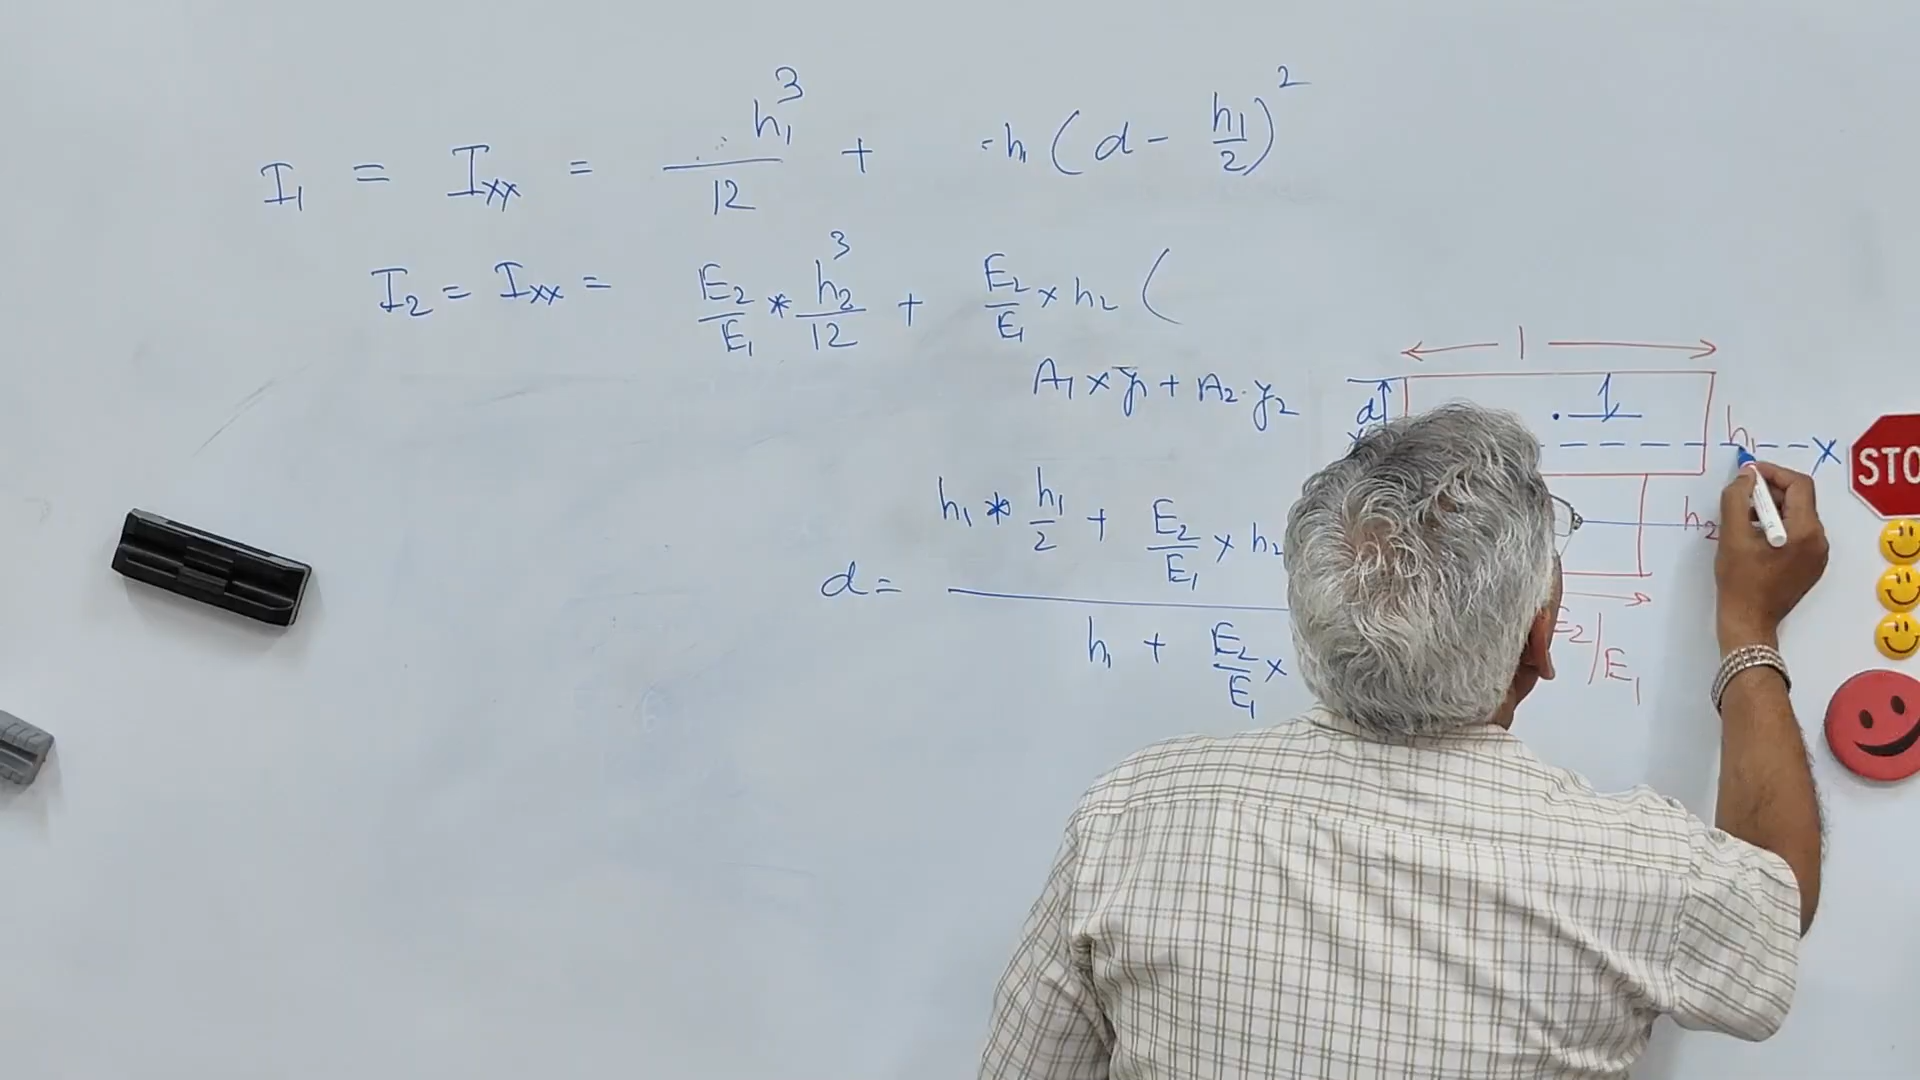 I₁ = Ixx = h₁³/12 + h₁ (d - h₁/2)²
I₂ = Ixx = E₂/E₁ * h₂³/12 + E₂/E₁ × h₂ (
A₁ × y₁ + A₂ · y₂
d = h₁ * h₁/2 + E₂/E₁ × h₂
h₁ + E₂/E₁ ×
1
d
1
h₁
X
h₂
E₂/E₁
STO